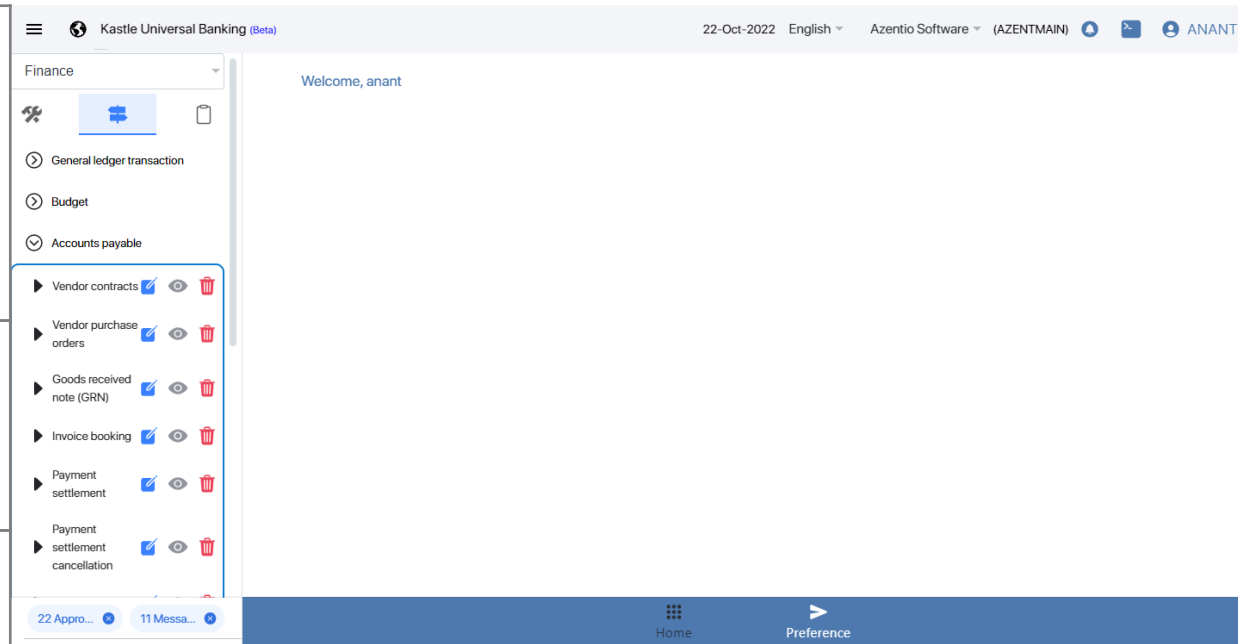 Kastle Universal Banking (Beta)
22-Oct-2022 English Azentio Software (AZENTMAIN) ANANT
Finance
Welcome, anant
General ledger transaction
Budget
Accounts payable
Vendor contracts
Vendor purchase
orders
Goods received
note (GRN)
Invoice booking
Payment
settlement
Payment
settlement
cancellation
22 Appro...
11 Messa...
Home
Preference